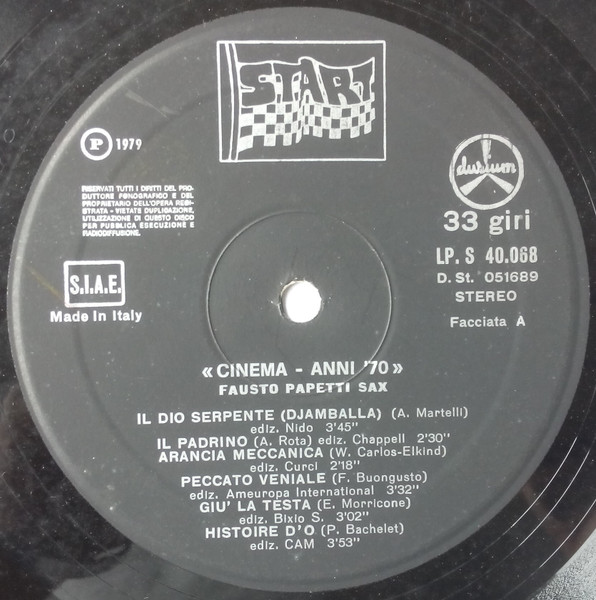 START
P 1979
RISERVATI TUTTI I DIRITTI DEL PRO-
DUTTORE FONOGRAFICO E DEL
PROPRIETARIO DELL'OPERA REGI-
STRATA - VIETATE DUPLICAZIONE,
UTILIZZAZIONE DI QUESTO DISCO
PER PUBBLICA ESECUZIONE E
RADIODIFFUSIONE.
S.I.A.E.
Made in Italy
durium
33 giri
LP. S 40.068
D. St. 051689
STEREO
Facciata A
« CINEMA - ANNI '70 »
FAUSTO PAPETTI SAX
IL DIO SERPENTE (DJAMBALLA) (A. Martelli)
ediz. Nido 3'45"
IL PADRINO (A. Rota) ediz. Chappell 2'30"
ARANCIA MECCANICA (W. Carlos-Elkind)
ediz. Curci 2'18"
PECCATO VENIALE (F. Buongusto)
ediz. Ameuropa International 3'32"
GIU' LA TESTA (E. Morricone)
ediz. Bixio S. 3'02"
HISTOIRE D'O (P. Bachelet)
ediz. CAM 3'53"